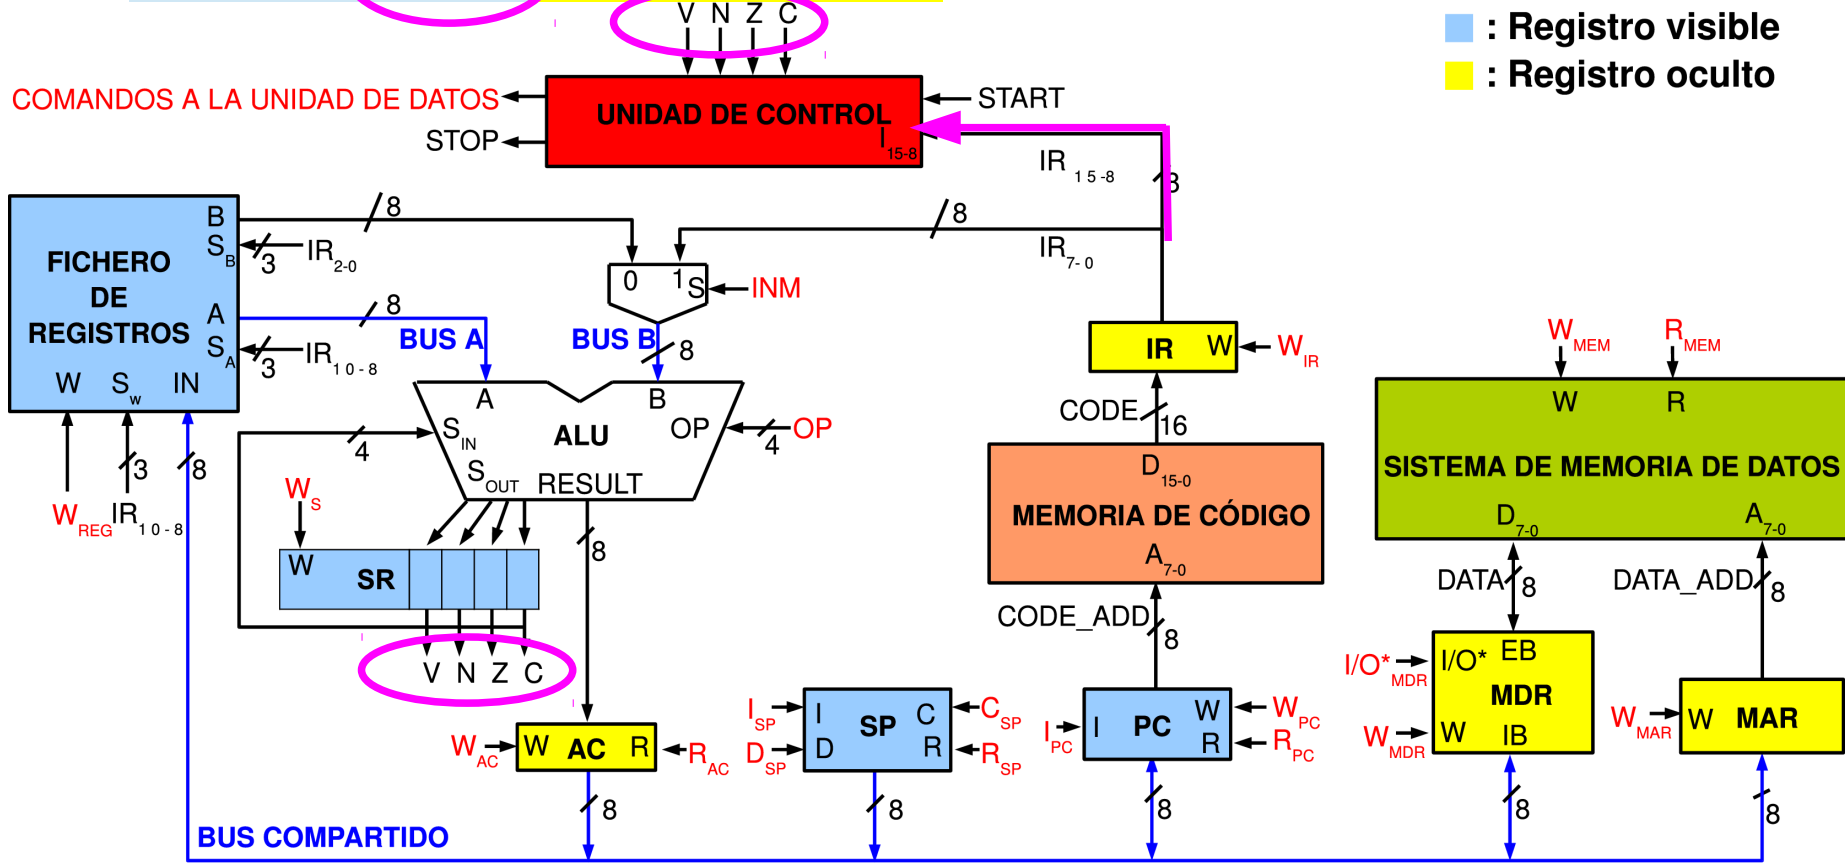 V N Z C
: Registro visible
: Registro oculto
COMANDOS A LA UNIDAD DE DATOS
UNIDAD DE CONTROL
START
STOP
I15-8
IR 15-8
8
B
8
8
SB
3
IR2-0
IR7-0
FICHERO
DE
REGISTROS
0 1 S
INM
A
8
BUS A
BUS B
8
SA
3
IR10-8
W Sw IN
IR W
WIR
WMEM
RMEM
W R
A B
CODE
16
4
SIN
ALU
OP
4
OP
SOUT
RESULT
3
8
WREG
IR10-8
WS
W
SR
8
D15-0
MEMORIA DE CÓDIGO
A7-0
SISTEMA DE MEMORIA DE DATOS
D7-0
A7-0
DATA
8
DATA_ADD
8
CODE_ADD
8
V N Z C
I/O*MDR
I/O* EB
MDR
WMDR
W IB
WMAR
W MAR
ISP
I SP C
CSP
DSP
D R
RSP
IPC
I PC W
WPC
R
RPC
WAC
W AC R
RAC
8
8
8
8
8
BUS COMPARTIDO